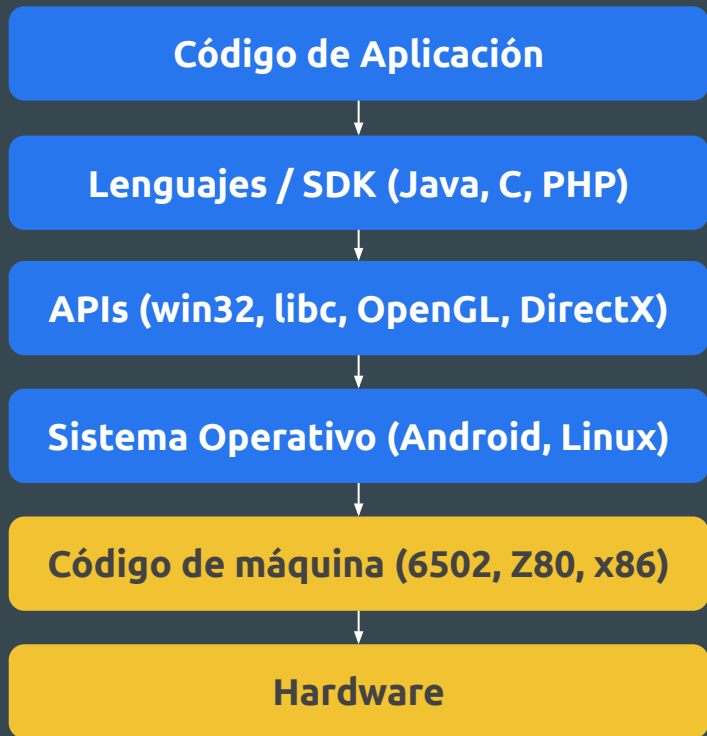 Código de Aplicación
Lenguajes / SDK (Java, C, PHP)
APIs (win32, libc, OpenGL, DirectX)
Sistema Operativo (Android, Linux)
Código de máquina (6502, Z80, x86)
Hardware